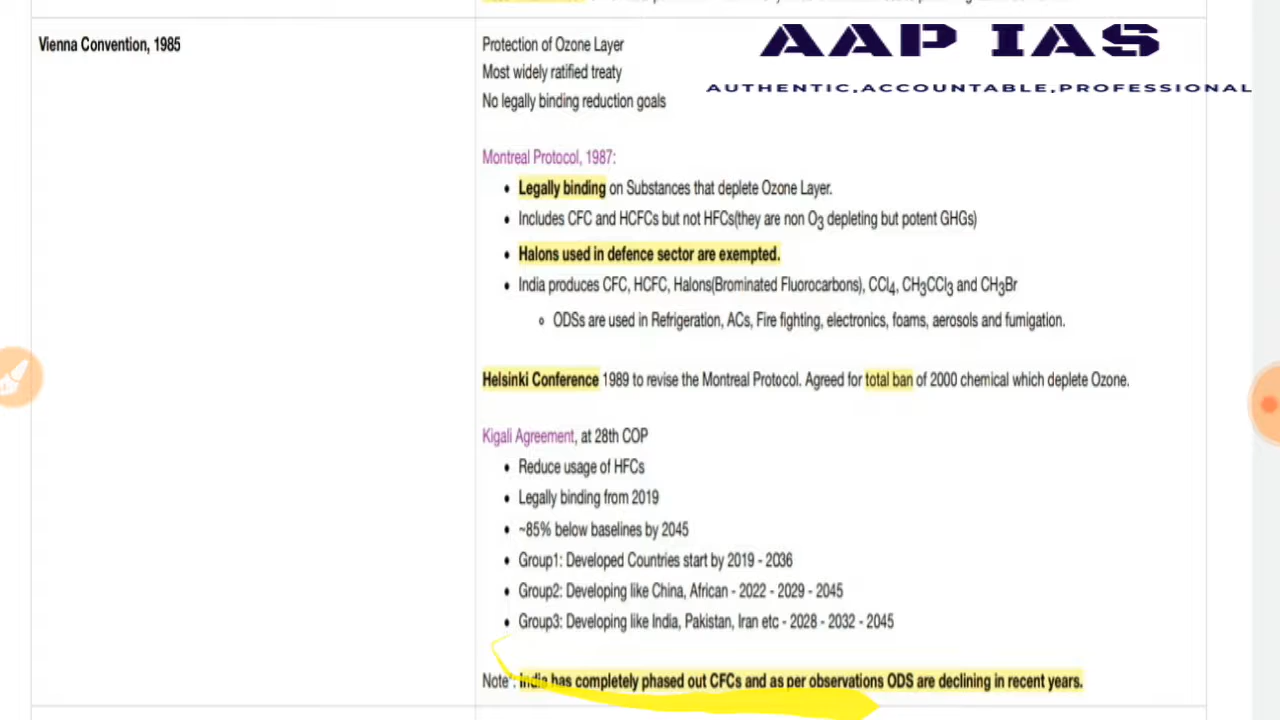 AAP IAS
AUTHENTIC,ACCOUNTABLE,PROFESSIONAL
Vienna Convention, 1985
Protection of Ozone Layer
Most widely ratified treaty
No legally binding reduction goals
Montreal Protocol, 1987:
• Legally binding on Substances that deplete Ozone Layer.
• Includes CFC and HCFCs but not HFCs(they are non O3 depleting but potent GHGs)
• Halons used in defence sector are exempted.
• India produces CFC, HCFC, Halons(Brominated Fluorocarbons), CCl4, CH3CCl3 and CH3Br
◦ ODSs are used in Refrigeration, ACs, Fire fighting, electronics, foams, aerosols and fumigation.
Helsinki Conference 1989 to revise the Montreal Protocol. Agreed for total ban of 2000 chemical which deplete Ozone.
Kigali Agreement, at 28th COP
• Reduce usage of HFCs
• Legally binding from 2019
• ~85% below baselines by 2045
• Group1: Developed Countries start by 2019 - 2036
• Group2: Developing like China, African - 2022 - 2029 - 2045
• Group3: Developing like India, Pakistan, Iran etc - 2028 - 2032 - 2045
Note*: India has completely phased out CFCs and as per observations ODS are declining in recent years.